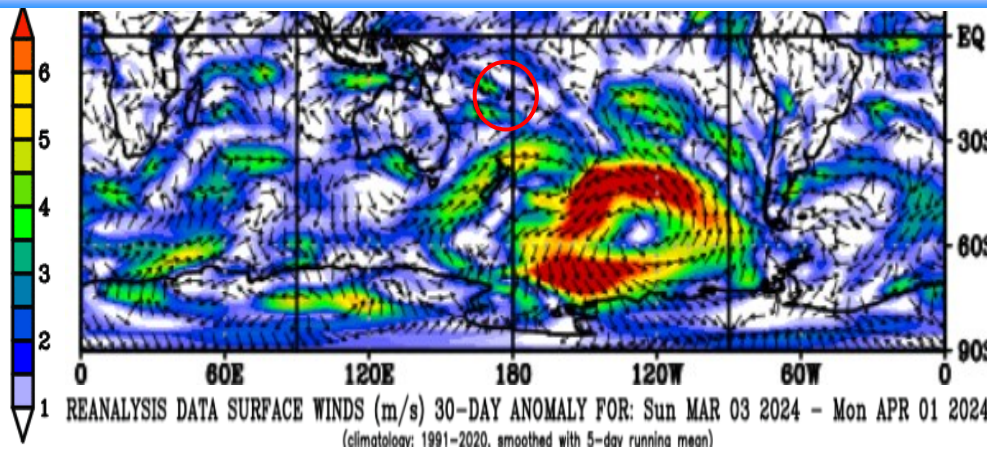 6
5
4
3
2
1
EQ
30S
60S
90S
0 60E 120E 180 120W 60W 0
REANALYSIS DATA SURFACE WINDS (m/s) 30-DAY ANOMALY FOR: Sun MAR 03 2024 - Mon APR 01 2024
(climatology: 1991-2020, smoothed with 5-day running mean)